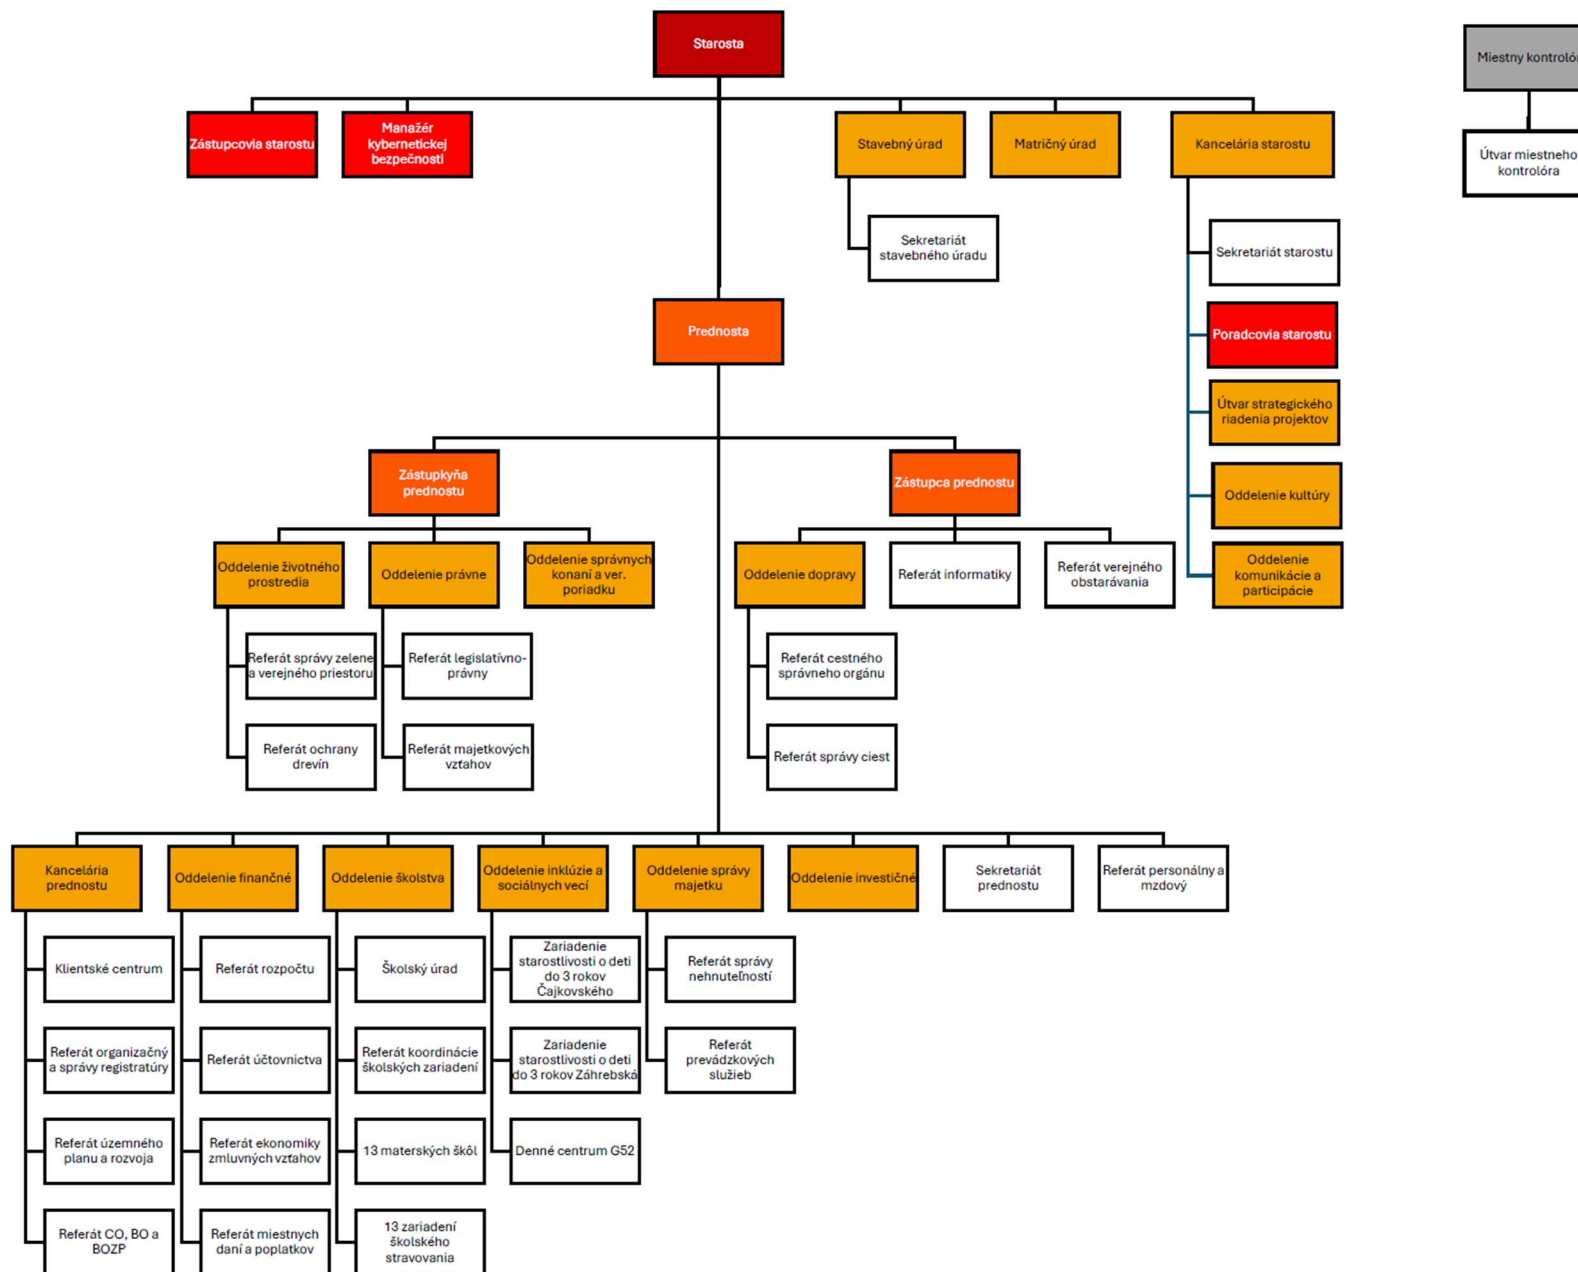 Starosta
Miestny kontrolór
Zástupcovia starostu
Manažér
kybernetickej
bezpečnosti
Stavebný úrad
Matričný úrad
Kancelária starostu
Útvar miestneho
kontrolóra
Sekretariát
stavebného úradu
Sekretariát starostu
Prednosta
Poradcovia starostu
Útvar strategického
riadenia projektov
Zástupkyňa
prednostu
Zástupca prednostu
Oddelenie kultúry
Oddelenie životného
prostredia
Oddelenie právne
Oddelenie správnych
konaní a ver.
poriadku
Oddelenie dopravy
Referát informatiky
Referát verejného
obstarávania
Oddelenie
komunikácie a
participácie
Referát správy zelene
a verejného priestoru
Referát legislatívno-
právny
Referát cestného
správneho orgánu
Referát ochrany
drevín
Referát majetkových
vzťahov
Referát správy ciest
Kancelária
prednostu
Oddelenie finančné
Oddelenie školstva
Oddelenie inklúzie a
sociálnych vecí
Oddelenie správy
majetku
Oddelenie investičné
Sekretariát
prednostu
Referát personálny a
mzdový
Klientské centrum
Referát rozpočtu
Školský úrad
Zariadenie
starostlivosti o deti
do 3 rokov
Čajkovského
Referát správy
nehnuteľností
Referát organizačný
a správy registratúry
Referát účtovníctva
Referát koordinácie
školských zariadení
Zariadenie
starostlivosti o deti
do 3 rokov Záhrebská
Referát
prevádzkových
služieb
Referát územného
planu a rozvoja
Referát ekonomiky
zmluvných vzťahov
13 materských škôl
Denné centrum G52
Referát CO, BO a
BOZP
Referát miestnych
daní a poplatkov
13 zariadení
školského
stravovania